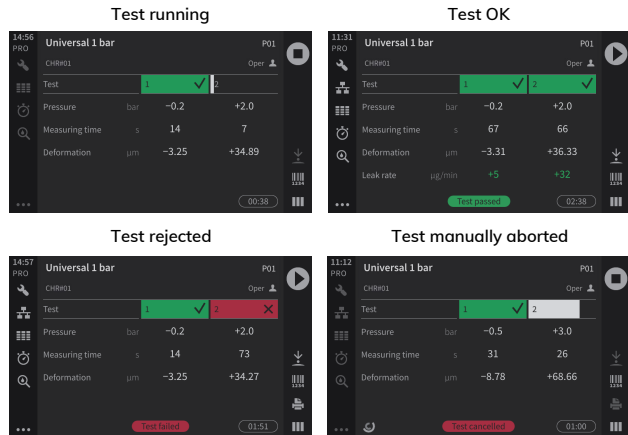 Test running
14:56
PRO
Universal 1 bar P01
CHR#01 Oper
Test 1 2
Pressure bar −0.2 +2.0
Measuring time s 14 7
Deformation µm −3.25 +34.89
1234
00:38
Test OK
11:31
PRO
Universal 1 bar P01
CHR#01 Oper
Test 1 2
Pressure bar −0.2 +2.0
Measuring time s 67 66
Deformation µm −3.31 +36.33
Leak rate µg/min +5 +32
1234
Test passed 02:38
Test rejected
14:57
PRO
Universal 1 bar P01
CHR#01 Oper
Test 1 2
Pressure bar −0.2 +2.0
Measuring time s 14 73
Deformation µm −3.25 +34.27
1234
Test failed 01:51
Test manually aborted
11:12
PRO
Universal 1 bar P01
CHR#01 Oper
Test 1 2
Pressure bar −0.5 +3.0
Measuring time s 31 26
Deformation µm −8.78 +68.66
1234
Test cancelled 01:00